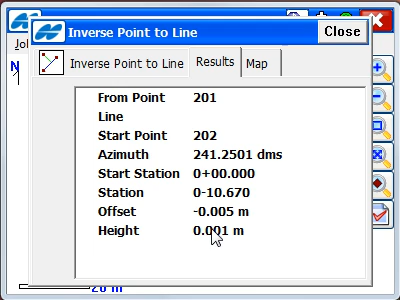 Inverse Point to Line
Close
Jo
N
Inverse Point to Line
Results
Map
From Point 201
Line
Start Point 202
Azimuth 241.2501 dms
Start Station 0+00.000
Station 0-10.670
Offset -0.005 m
Height 0.001 m
20 m